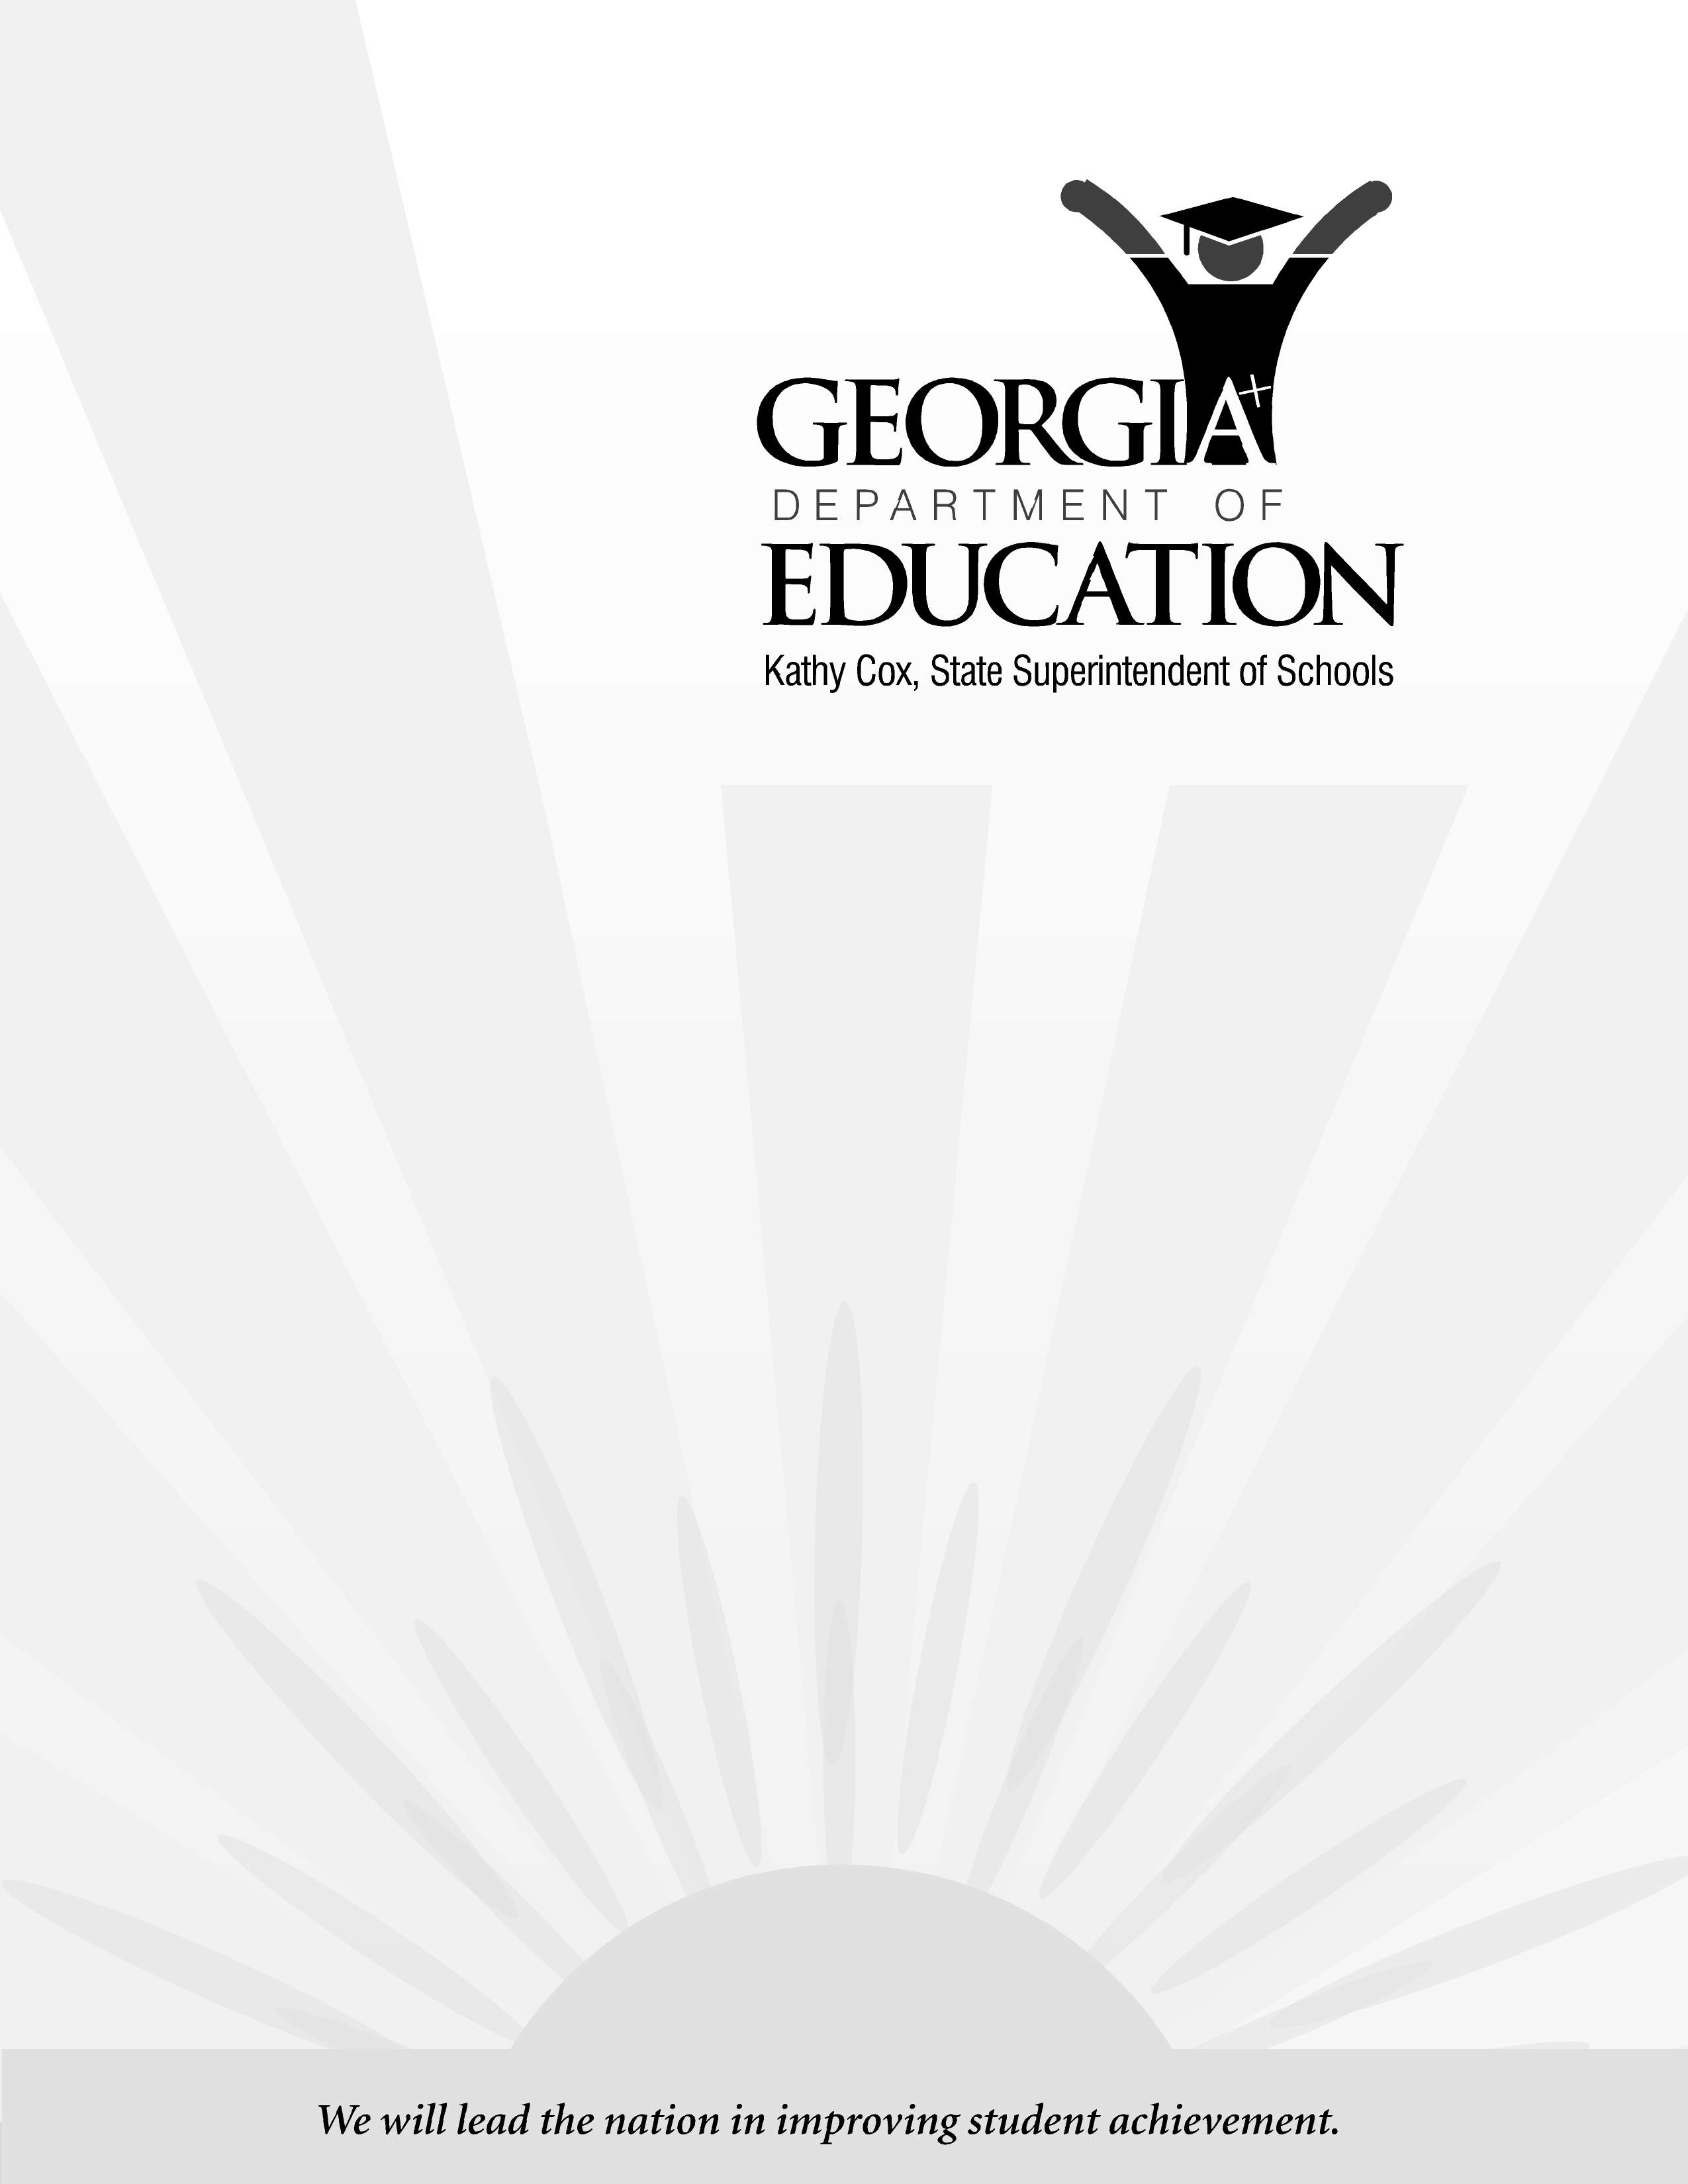 GEORGIA+
DEPARTMENT OF
EDUCATION
Kathy Cox, State Superintendent of Schools
We will lead the nation in improving student achievement.